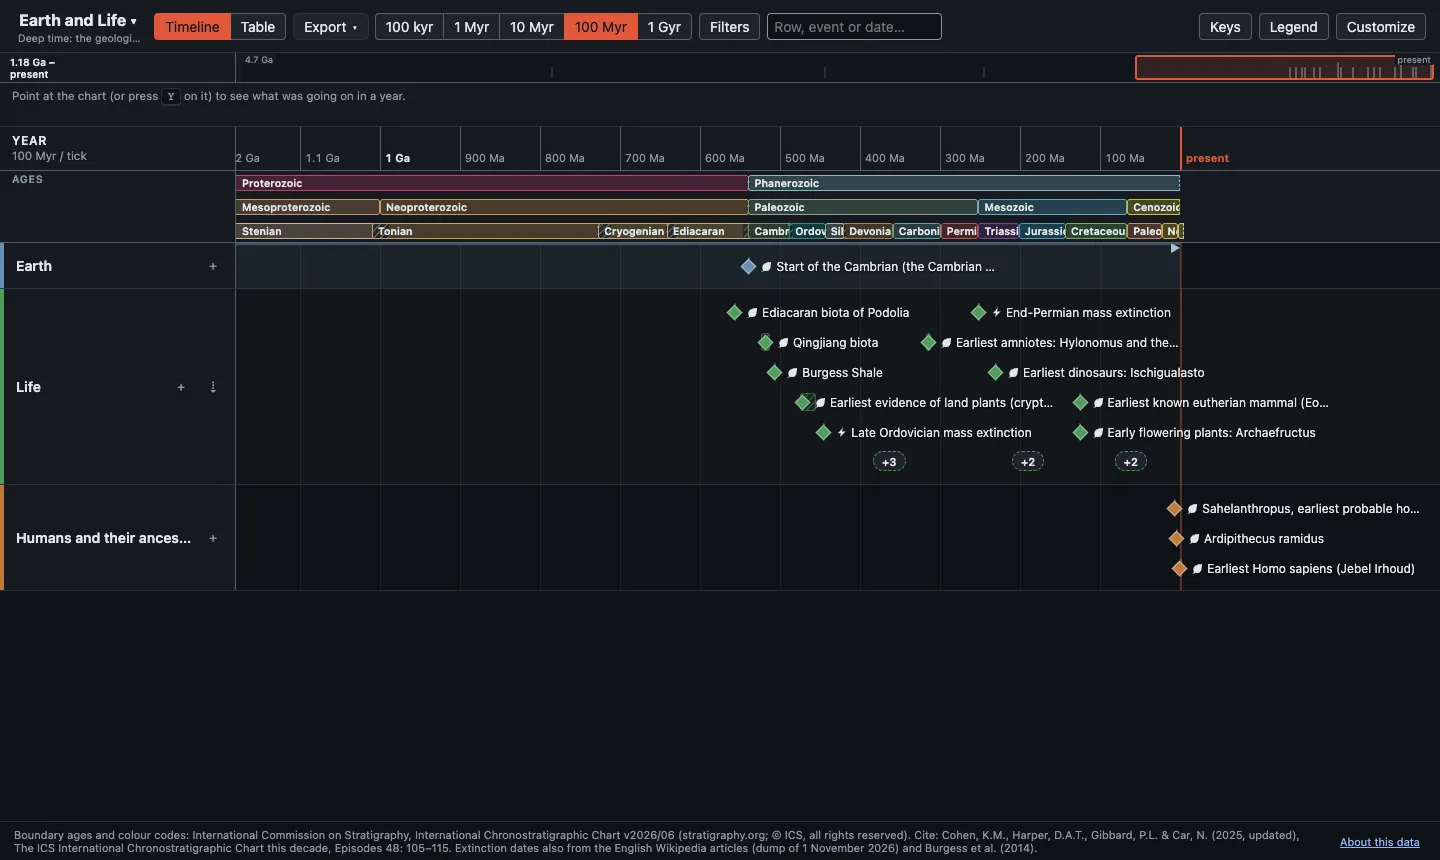 Earth and Life ▾
Deep time: the geologi...
Timeline
Table
Export ▾
100 kyr
1 Myr
10 Myr
100 Myr
1 Gyr
Filters
Row, event or date...
Keys
Legend
Customize
1.18 Ga –
present
4.7 Ga
present
Point at the chart (or press Y on it) to see what was going on in a year.
YEAR
100 Myr / tick
2 Ga
1.1 Ga
1 Ga
900 Ma
800 Ma
700 Ma
600 Ma
500 Ma
400 Ma
300 Ma
200 Ma
100 Ma
present
AGES
Proterozoic
Phanerozoic
Mesoproterozoic
Neoproterozoic
Paleozoic
Mesozoic
Cenozoic
Stenian
Tonian
Cryogenian
Ediacaran
Cambr
Ordov
Sil
Devonia
Carboni
Permi
Triassi
Jurassi
Cretaceou
Paleo
N
Earth
+
Start of the Cambrian (the Cambrian ...
Life
+
Ediacaran biota of Podolia
End-Permian mass extinction
Qingjiang biota
Earliest amniotes: Hylonomus and the...
Burgess Shale
Earliest dinosaurs: Ischigualasto
Earliest evidence of land plants (crypt...
Earliest known eutherian mammal (Eo...
Late Ordovician mass extinction
Early flowering plants: Archaefructus
+3
+2
+2
Humans and their ances...
+
Sahelanthropus, earliest probable ho...
Ardipithecus ramidus
Earliest Homo sapiens (Jebel Irhoud)
Boundary ages and colour codes: International Commission on Stratigraphy, International Chronostratigraphic Chart v2026/06 (stratigraphy.org; © ICS, all rights reserved). Cite: Cohen, K.M., Harper, D.A.T., Gibbard, P.L. & Car, N. (2025, updated),
The ICS International Chronostratigraphic Chart this decade, Episodes 48: 105–115. Extinction dates also from the English Wikipedia articles (dump of 1 November 2026) and Burgess et al. (2014).
About this data